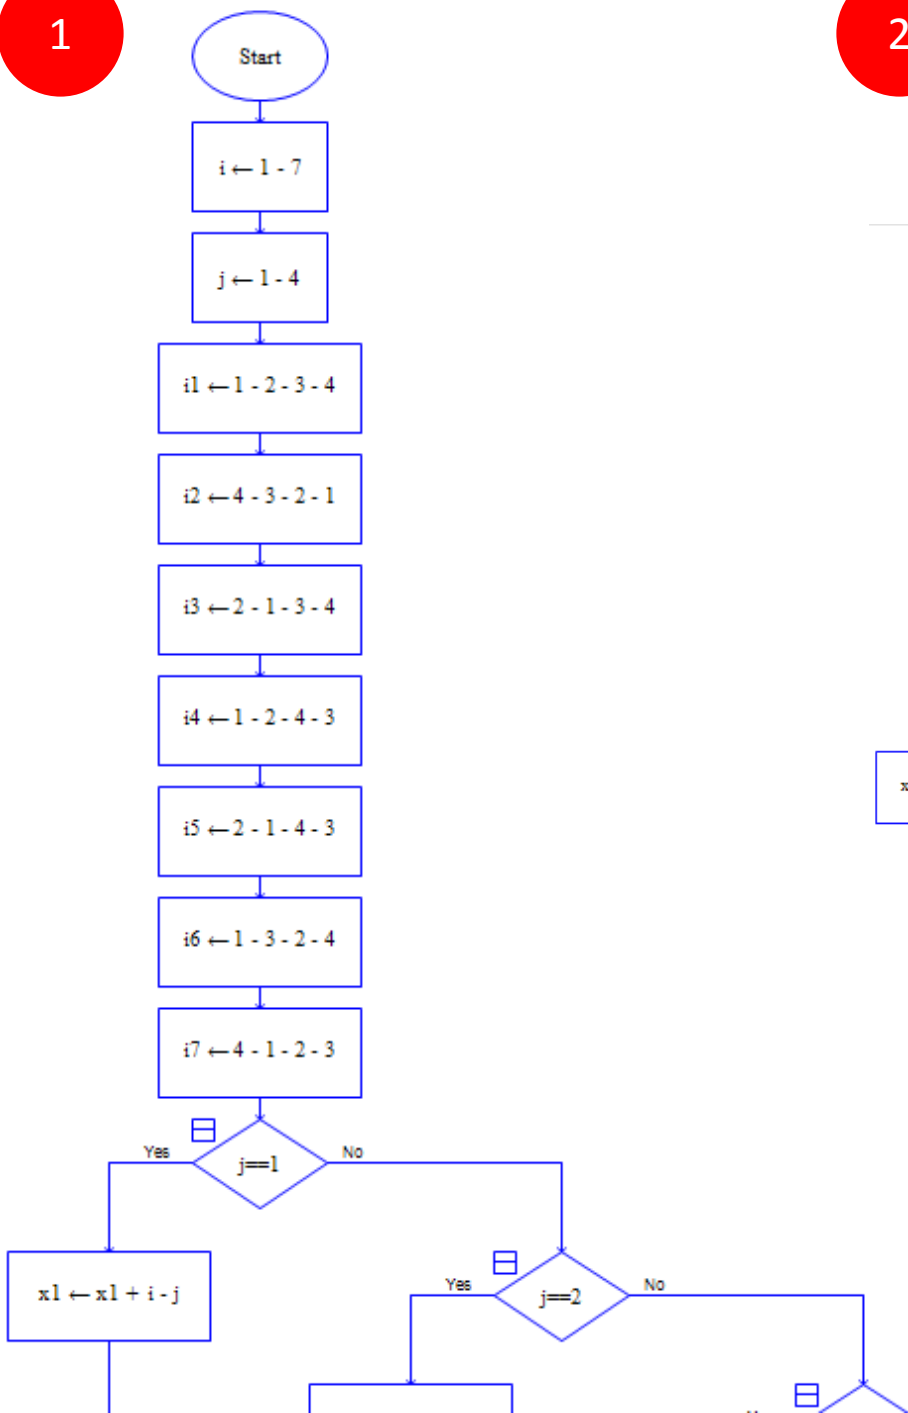 1
2
Start
i ← 1 - 7
j ← 1 - 4
i1 ← 1 - 2 - 3 - 4
i2 ← 4 - 3 - 2 - 1
i3 ← 2 - 1 - 3 - 4
i4 ← 1 - 2 - 4 - 3
i5 ← 2 - 1 - 4 - 3
i6 ← 1 - 3 - 2 - 4
i7 ← 4 - 1 - 2 - 3
Yes
j==1
No
x1 ← x1 + i - j
Yes
j==2
No